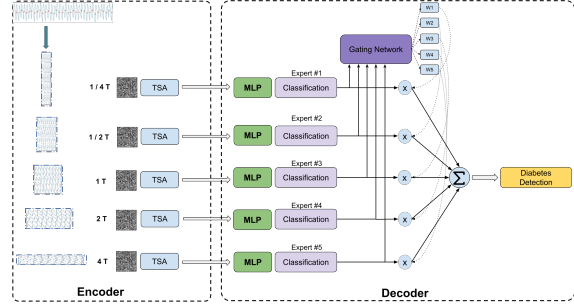 W1
W2
W3
W4
W5
Gating Network
Expert #1
1 / 4 T
TSA
MLP
Classification
x
Expert #2
1 / 2 T
TSA
MLP
Classification
x
Expert #3
1 T
TSA
MLP
Classification
x
Σ
Diabetes
Detection
Expert #4
2 T
TSA
MLP
Classification
x
Expert #5
4 T
TSA
MLP
Classification
x
Encoder
Decoder